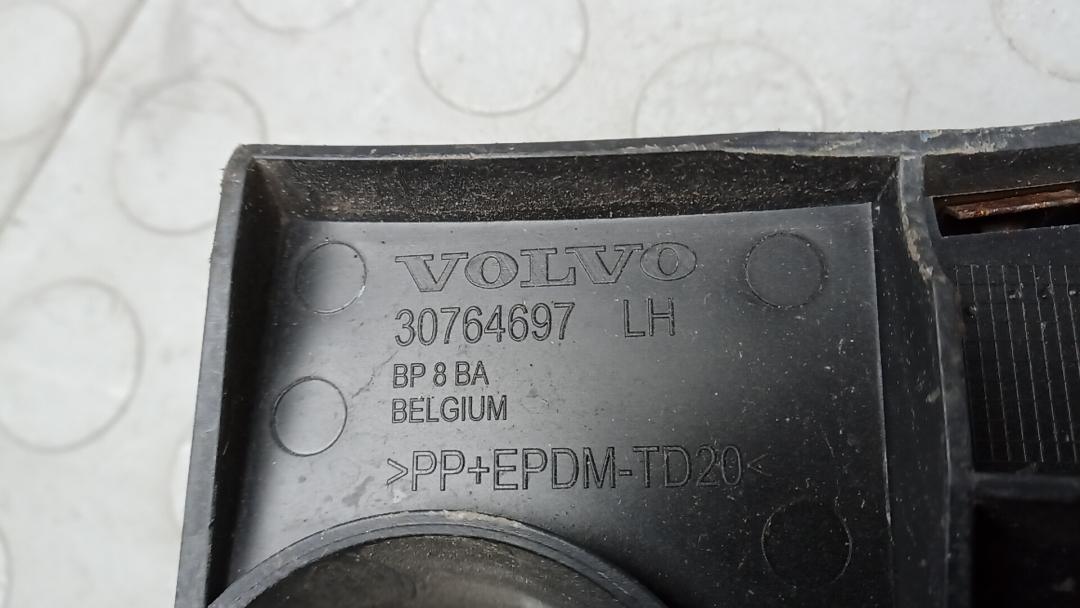 VOLVO
30764697 LH
BP 8 BA
BELGIUM
>PP+EPDM-TD20<